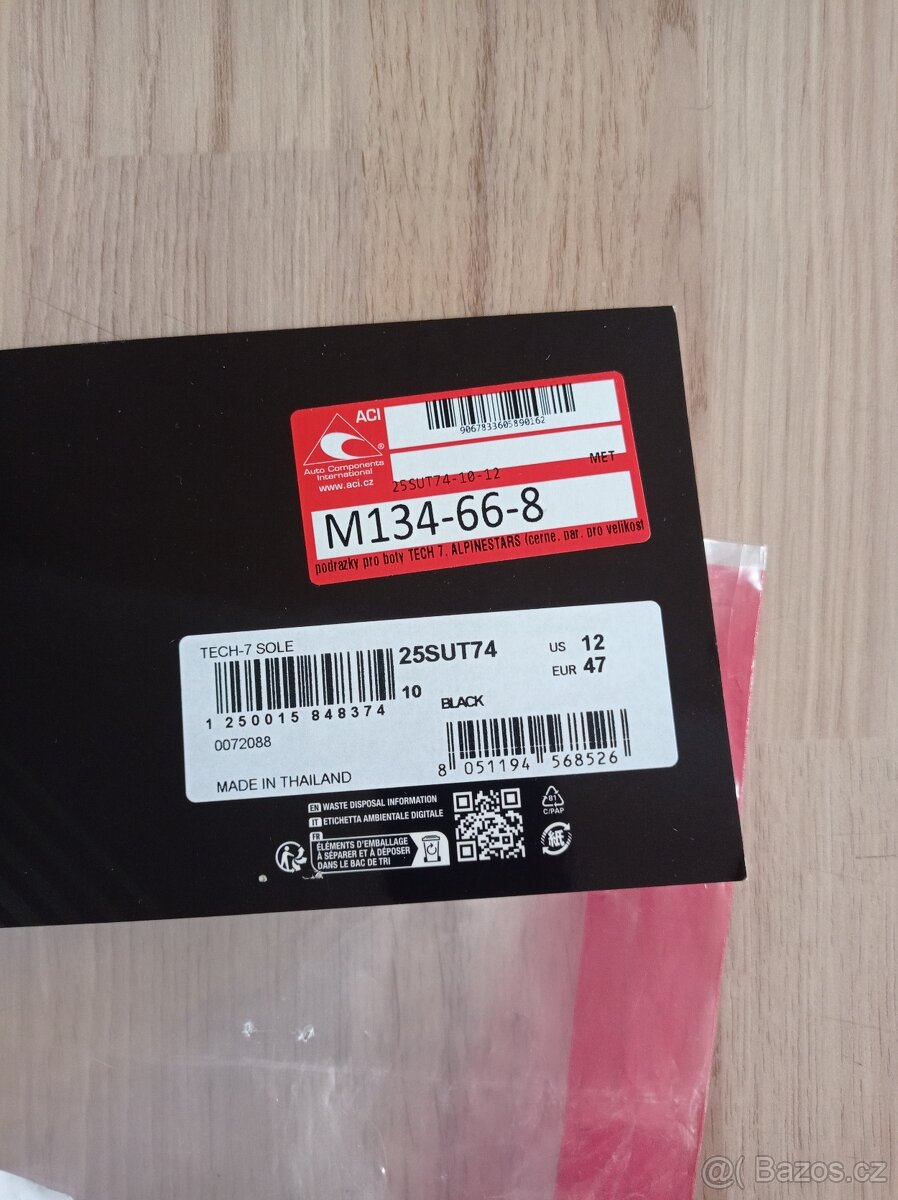 ACI
®
Auto Components
International
www.aci.cz
9067833605890162
25SUT74-10-12
MET
M134-66-8
podrazky pro boty TECH 7, ALPINESTARS (cerne, par, pro velikost
TECH-7 SOLE
25SUT74
US 12
EUR 47
10
BLACK
1 250015 848374
0072088
8 051194 568526
MADE IN THAILAND
EN WASTE DISPOSAL INFORMATION
IT ETICHETTA AMBIENTALE DIGITALE
FR
ÉLÉMENTS D'EMBALLAGE
À SÉPARER ET À DÉPOSER
DANS LE BAC DE TRI
81
C/PAP
紙
@( Bazos.cz